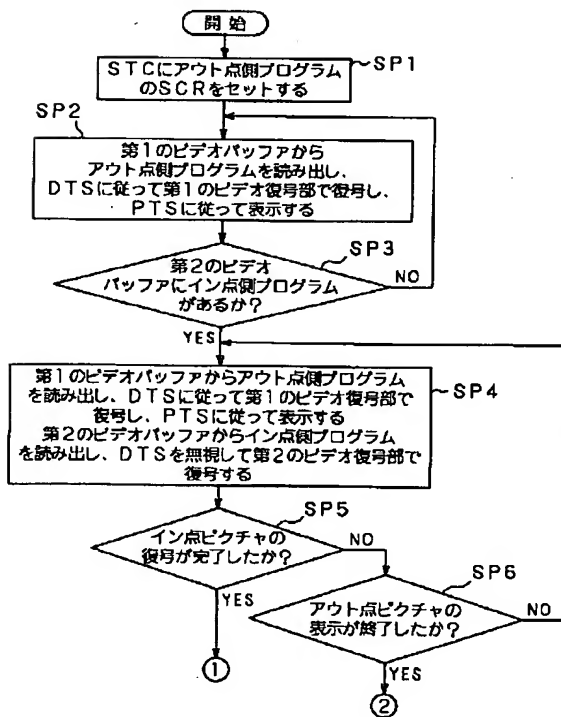 開始
STCにアウト点側プログラム
のSCRをセットする
SP1
SP2
第1のビデオバッファから
アウト点側プログラムを読み出し、
DTSに従って第1のビデオ復号部で復号し、
PTSに従って表示する
SP3
第2のビデオ
バッファにイン点側プログラム
があるか?
NO
YES
第1のビデオバッファからアウト点側プログラム
を読み出し、DTSに従って第1のビデオ復号部で
復号し、PTSに従って表示する
第2のビデオバッファからイン点側プログラム
を読み出し、DTSを無視して第2のビデオ復号部で
復号する
SP4
SP5
イン点ピクチャの
復号が完了したか?
NO
YES
SP6
アウト点ピクチャの
表示が終了したか?
NO
YES
①
②